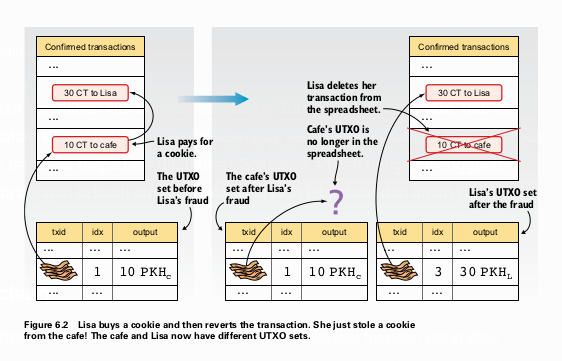 Confirmed transactions
...
30 CT to Lisa
...
10 CT to cafe
...
Lisa pays for
a cookie.
The UTXO
set before
Lisa's fraud
txid idx output
... ...
1 10 PKHc
... ...
Confirmed transactions
...
30 CT to Lisa
...
10 CT to cafe
...
Lisa deletes her
transaction from
the spreadsheet.
Cafe's UTXO is
no longer in the
spreadsheet.
The cafe's UTXO
set after Lisa's
fraud
?
Lisa's UTXO set
after the fraud
txid idx output
... ...
1 10 PKHc
... ...
txid idx output
... ...
3 30 PKHL
... ...
Figure 6.2 Lisa buys a cookie and then reverts the transaction. She just stole a cookie
from the cafe! The cafe and Lisa now have different UTXO sets.